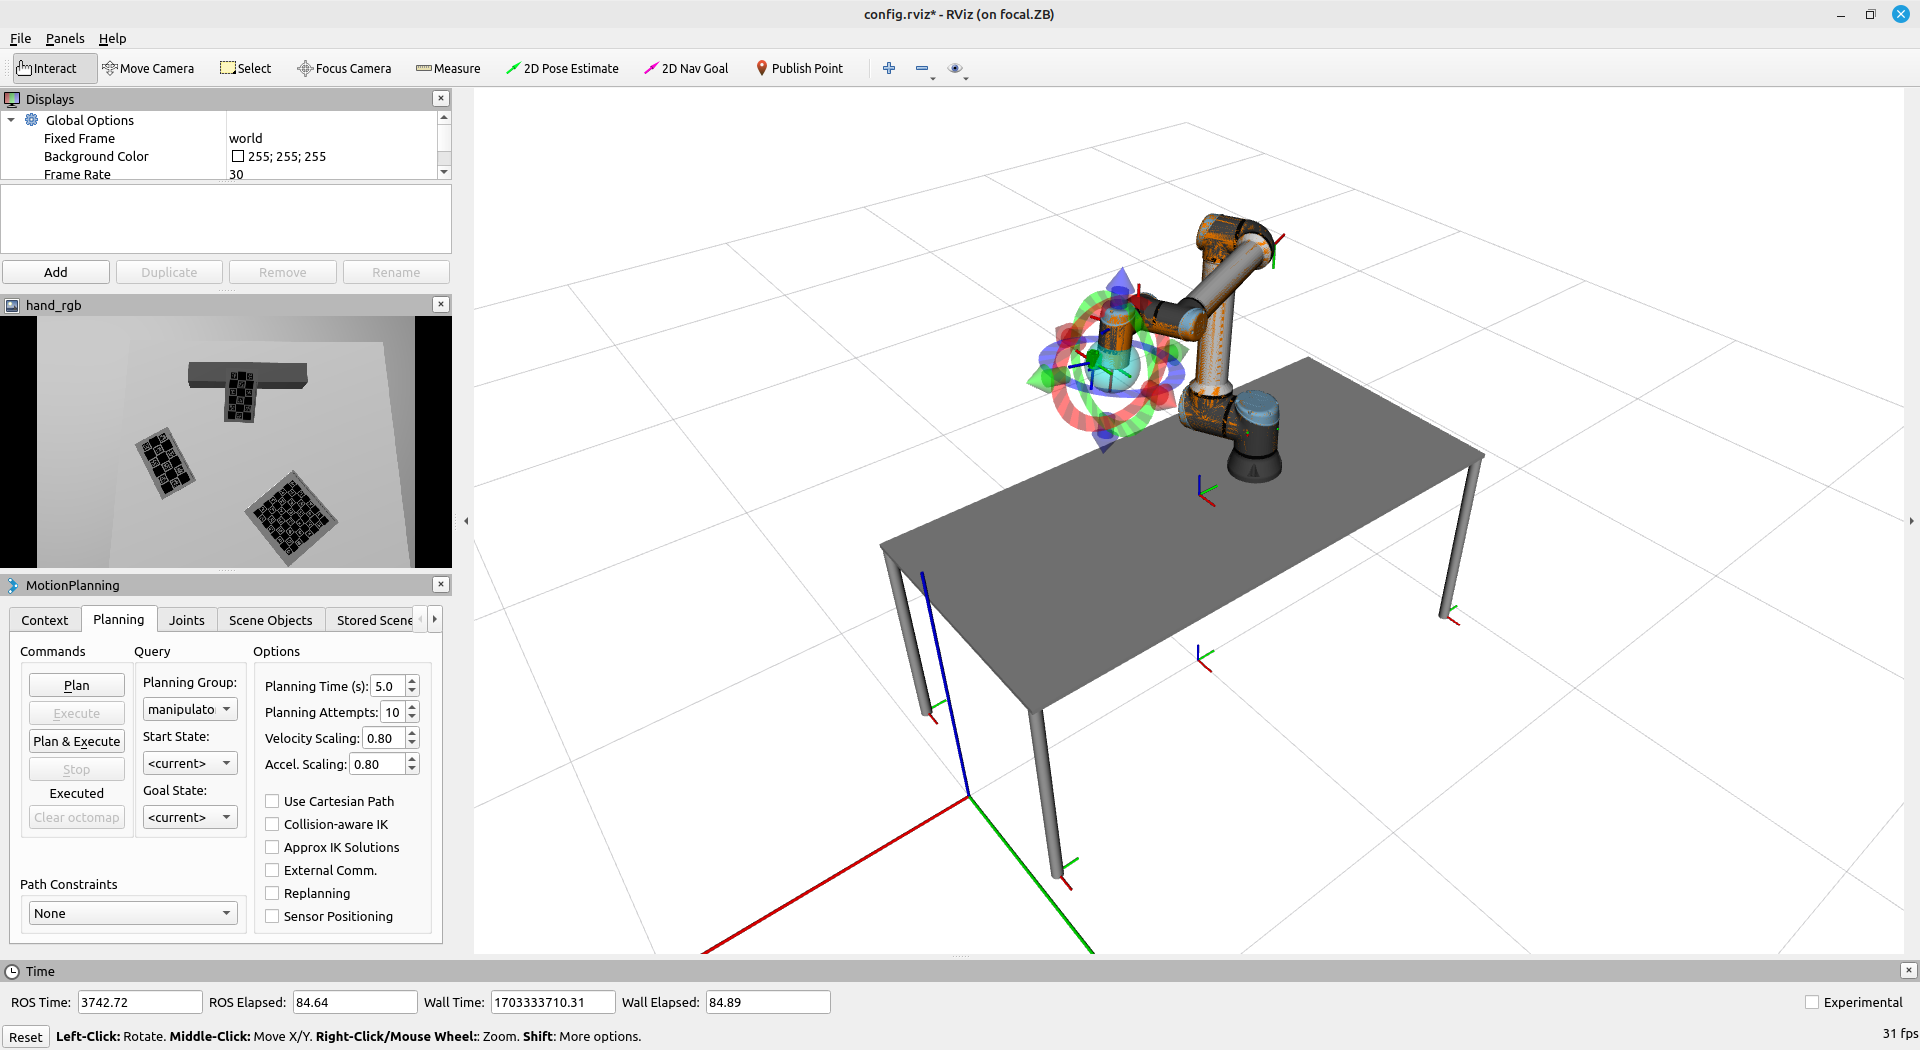 config.rviz* - RViz (on focal.ZB)
File Panels Help
Interact Move Camera Select Focus Camera Measure 2D Pose Estimate 2D Nav Goal Publish Point
Displays
Global Options
Fixed Frame world
Background Color 255; 255; 255
Frame Rate 30
Add Duplicate Remove Rename
hand_rgb
MotionPlanning
Context Planning Joints Scene Objects Stored Scene
Commands Query Options
Planning Group:
Plan Planning Time (s): 5.0
Execute manipulato Planning Attempts: 10
Plan & Execute Start State: Velocity Scaling: 0.80
Stop <current> Accel. Scaling: 0.80
Executed Goal State: Use Cartesian Path
Clear octomap <current> Collision-aware IK
Approx IK Solutions
External Comm.
Path Constraints Replanning
None Sensor Positioning
Time
ROS Time: 3742.72 ROS Elapsed: 84.64 Wall Time: 1703333710.31 Wall Elapsed: 84.89 Experimental
Reset Left-Click: Rotate. Middle-Click: Move X/Y. Right-Click/Mouse Wheel:: Zoom. Shift: More options. 31 fps